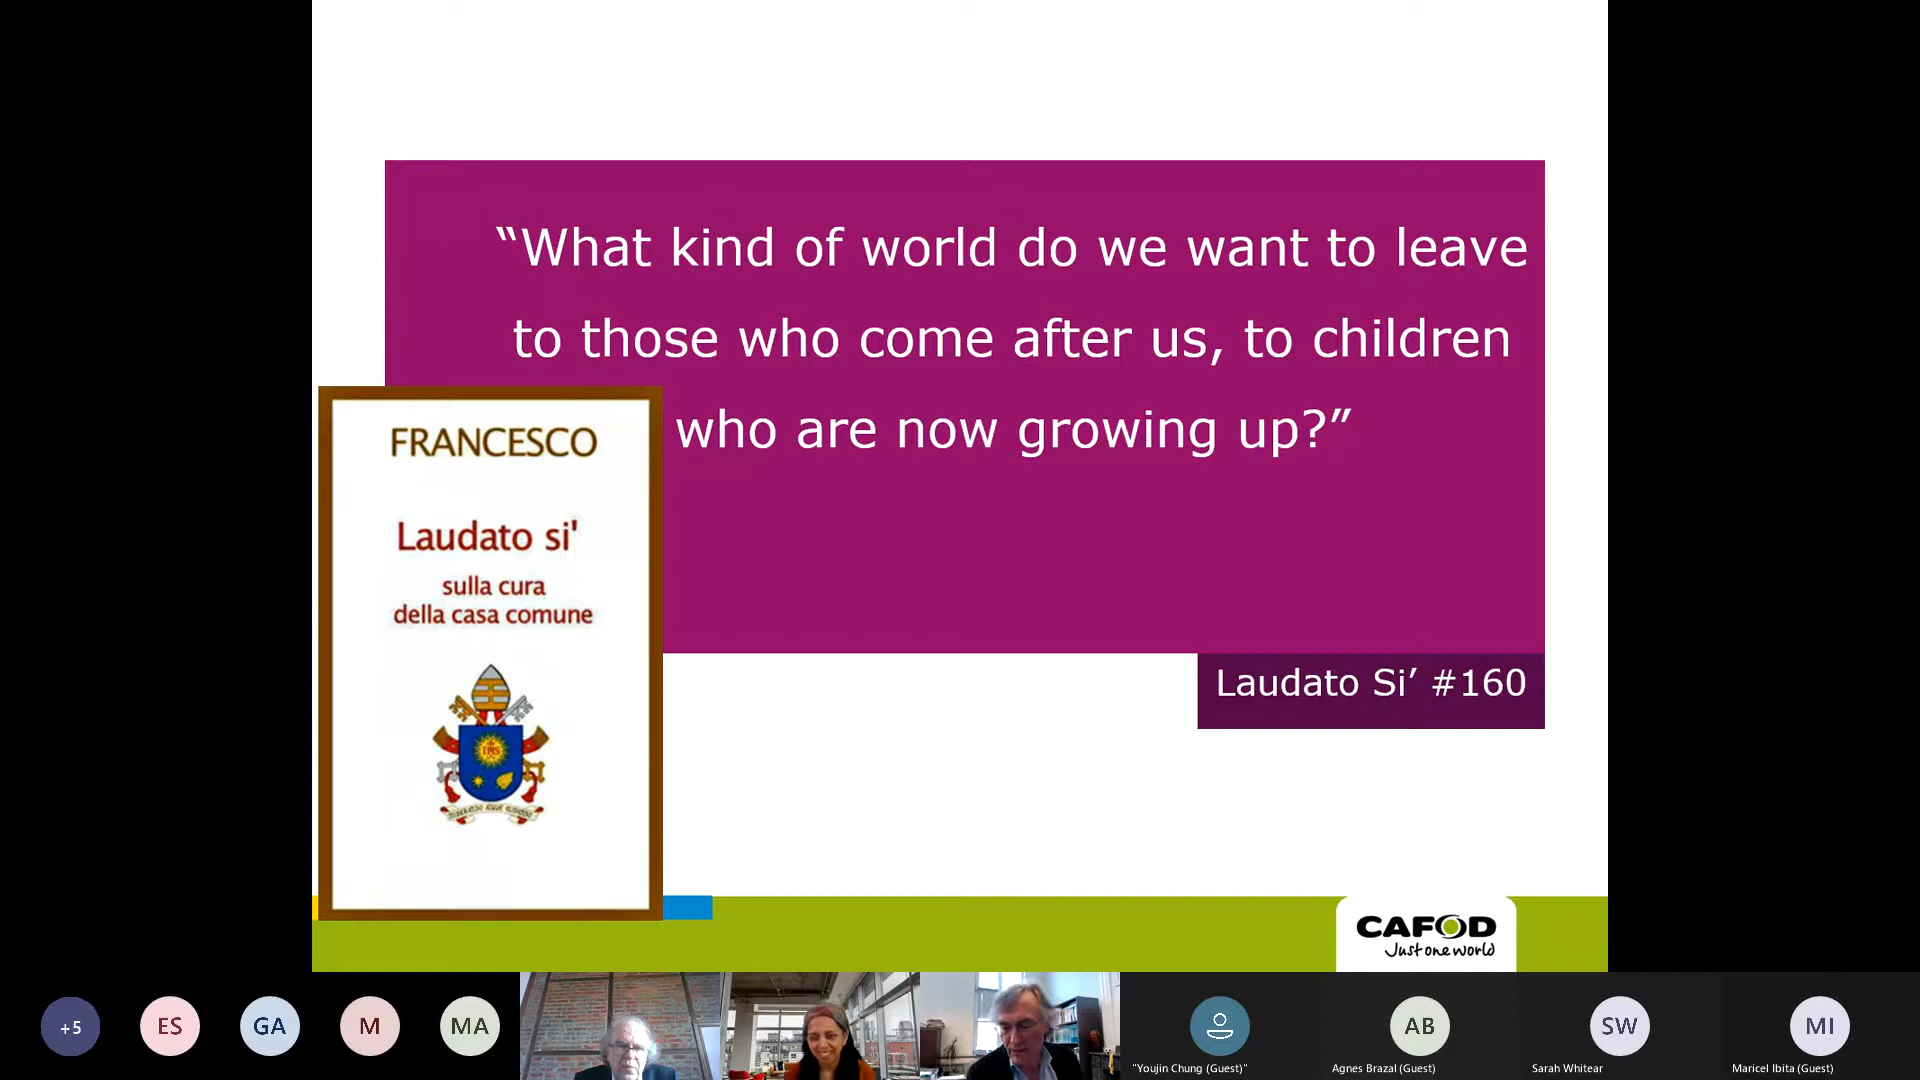 “What kind of world do we want to leave
to those who come after us, to children
who are now growing up?”
FRANCESCO
Laudato si'
sulla cura
della casa comune
IHS
Laudato Si’ #160
CAFOD
Just one world
+5
ES
GA
M
MA
AB
SW
MI
"Youjin Chung (Guest)"
Agnes Brazal (Guest)
Sarah Whitear
Maricel Ibita (Guest)